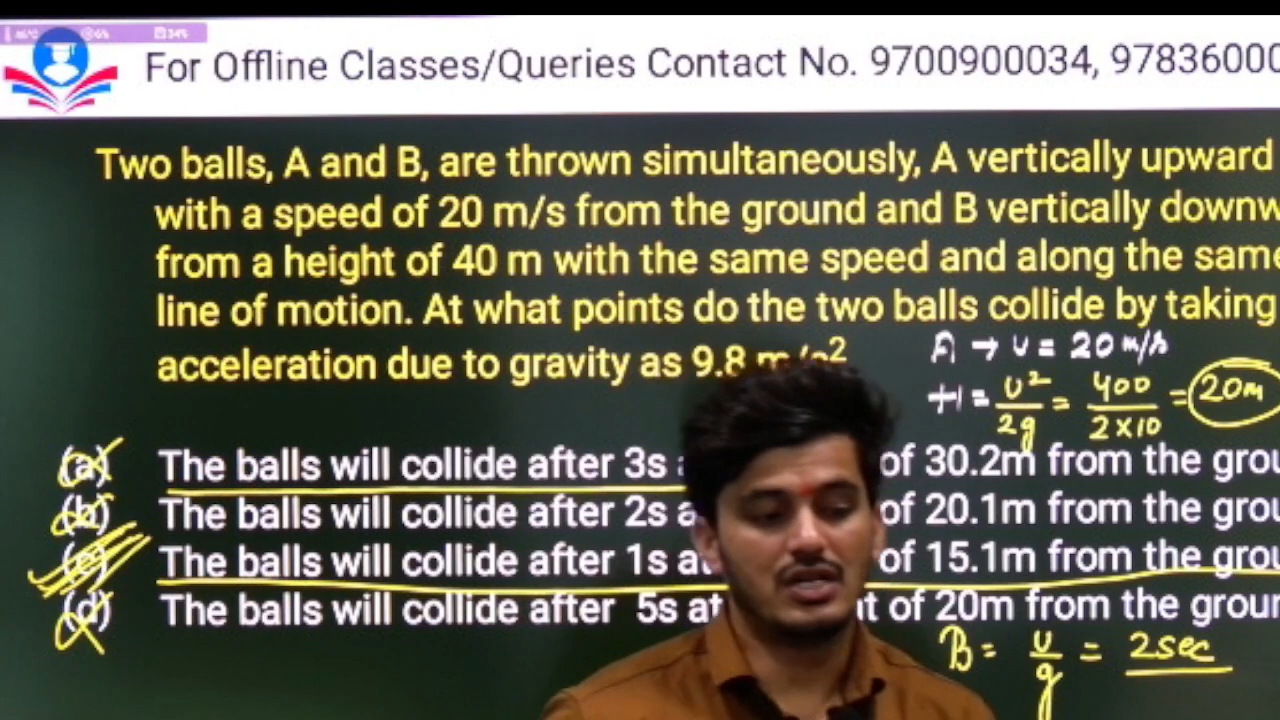 For Offline Classes/Queries Contact No. 9700900034, 97836000
Two balls, A and B, are thrown simultaneously, A vertically upward
with a speed of 20 m/s from the ground and B vertically downw
from a height of 40 m with the same speed and along the same
line of motion. At what points do the two balls collide by taking
acceleration due to gravity as 9.8 m/s²
A → u = 20 m/s
H = u²/2g = 400/2×10 = 20m
(a) The balls will collide after 3s of 30.2m from the grou
(b) The balls will collide after 2s a of 20.1m from the grou
(c) The balls will collide after 1s at of 15.1m from the grou
(d) The balls will collide after 5s at t of 20m from the groun
B = u/g = 2sec